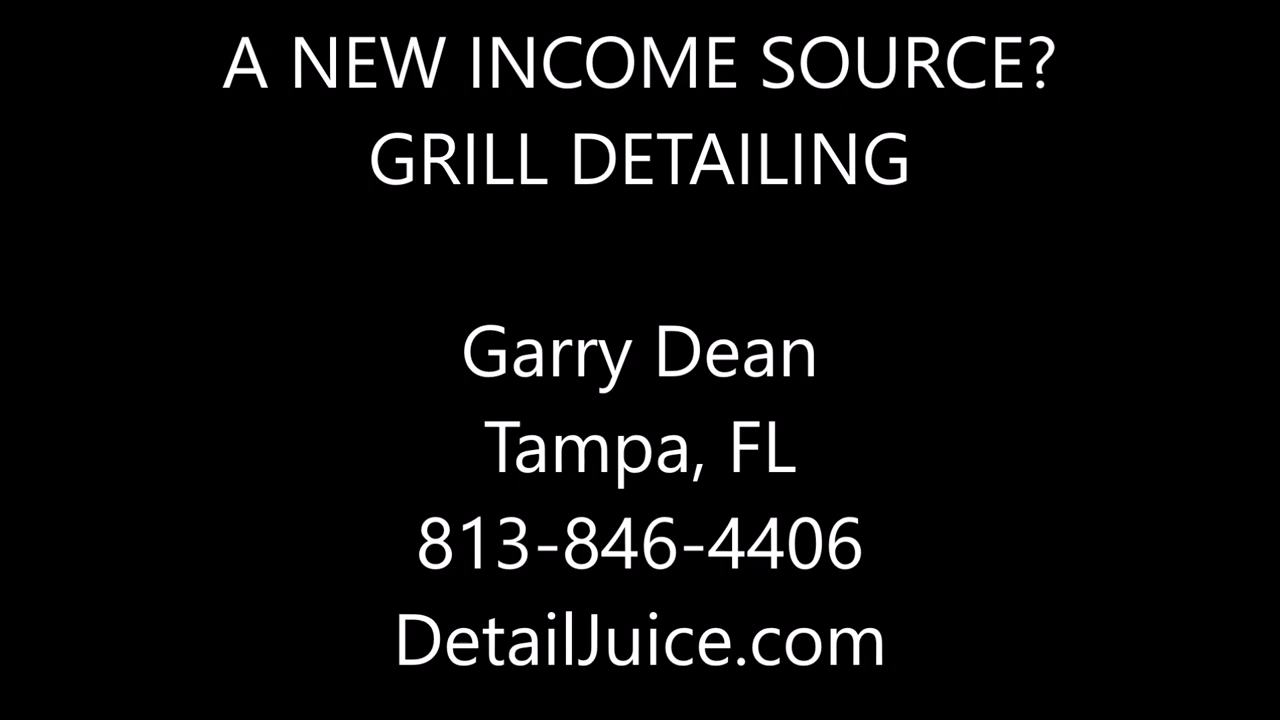 A NEW INCOME SOURCE?
GRILL DETAILING
Garry Dean
Tampa, FL
813-846-4406
DetailJuice.com